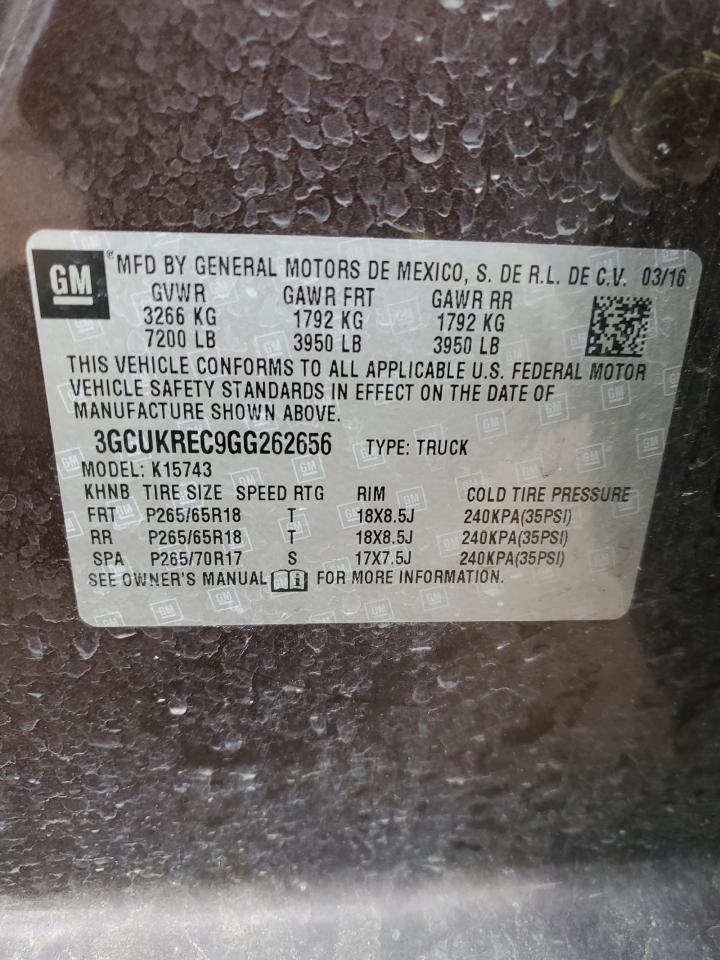 GM ® MFD BY GENERAL MOTORS DE MEXICO, S. DE R.L. DE C.V. 03/16
GVWR GAWR FRT GAWR RR
3266 KG 1792 KG 1792 KG
7200 LB 3950 LB 3950 LB
THIS VEHICLE CONFORMS TO ALL APPLICABLE U.S. FEDERAL MOTOR
VEHICLE SAFETY STANDARDS IN EFFECT ON THE DATE OF
MANUFACTURE SHOWN ABOVE.
3GCUKREC9GG262656 TYPE: TRUCK
MODEL: K15743
KHNB TIRE SIZE SPEED RTG RIM COLD TIRE PRESSURE
FRT P265/65R18 T 18X8.5J 240KPA(35PSI)
RR P265/65R18 T 18X8.5J 240KPA(35PSI)
SPA P265/70R17 S 17X7.5J 240KPA(35PSI)
SEE OWNER'S MANUAL FOR MORE INFORMATION.